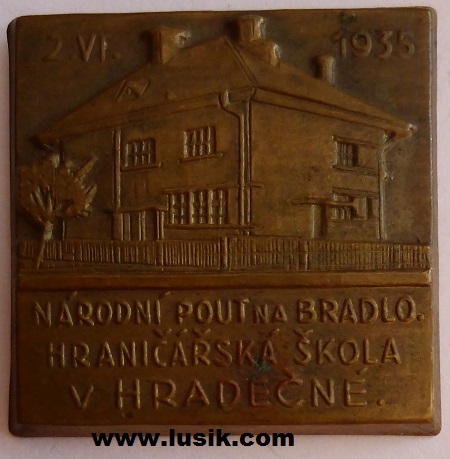 2. VI. 1935
NÁRODNÍ POUŤ NA BRADLO.
HRANIČÁŘSKÁ ŠKOLA
V HRADEČNÉ.
www.lusik.com